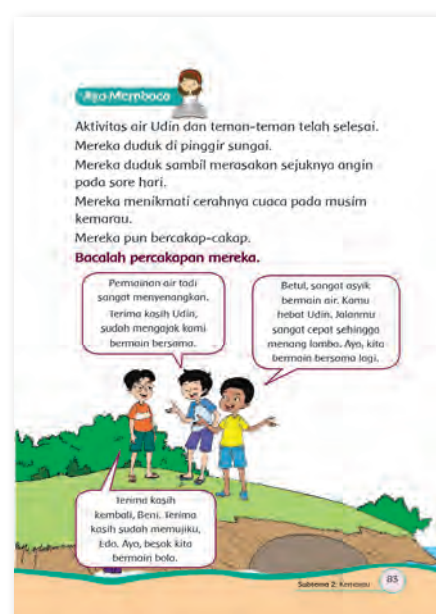 Ayo Membaca
Aktivitas air Udin dan teman-teman telah selesai.
Mereka duduk di pinggir sungai.
Mereka duduk sambil merasakan sejuknya angin
pada sore hari.
Mereka menikmati cerahnya cuaca pada musim
kemarau.
Mereka pun bercakap-cakap.
Bacalah percakapan mereka.
Permainan air tadi
sangat menyenangkan.
Terima kasih Udin,
sudah mengajak kami
bermain bersama.
Betul, sangat asyik
bermain air. Kamu
hebat Udin. Jalanmu
sangat cepat sehingga
menang lomba. Ayo, kita
bermain bersama lagi.
Terima kasih
kembali, Beni. Terima
kasih sudah memujiku,
Edo. Ayo, besok kita
bermain bola.
Subtema 2: Kemarau
83